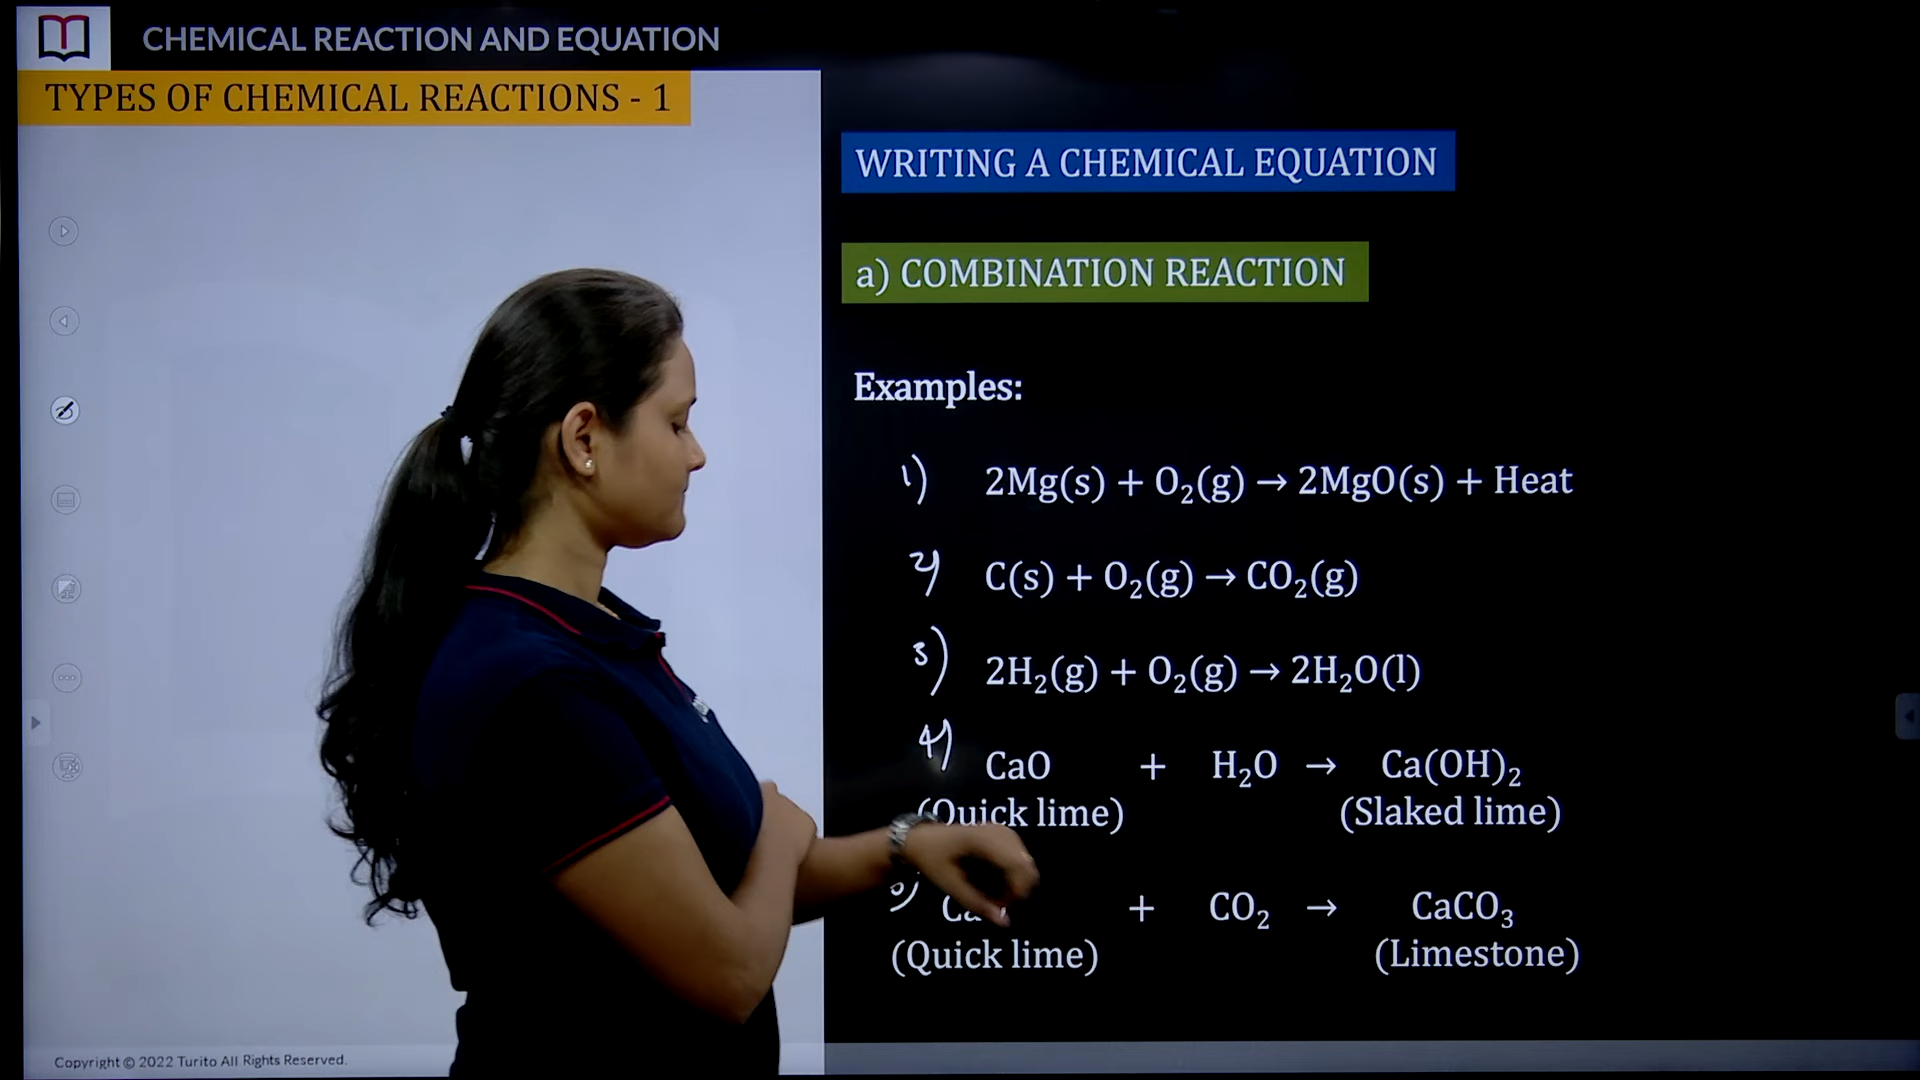 CHEMICAL REACTION AND EQUATION
TYPES OF CHEMICAL REACTIONS - 1
WRITING A CHEMICAL EQUATION
a) COMBINATION REACTION
Examples:
1) 2Mg(s) + O₂(g) → 2MgO(s) + Heat
2) C(s) + O₂(g) → CO₂(g)
3) 2H₂(g) + O₂(g) → 2H₂O(l)
4) CaO + H₂O → Ca(OH)₂
(Quick lime) (Slaked lime)
+ CO₂ → CaCO₃
(Quick lime) (Limestone)
Copyright © 2022 Turito All Rights Reserved.